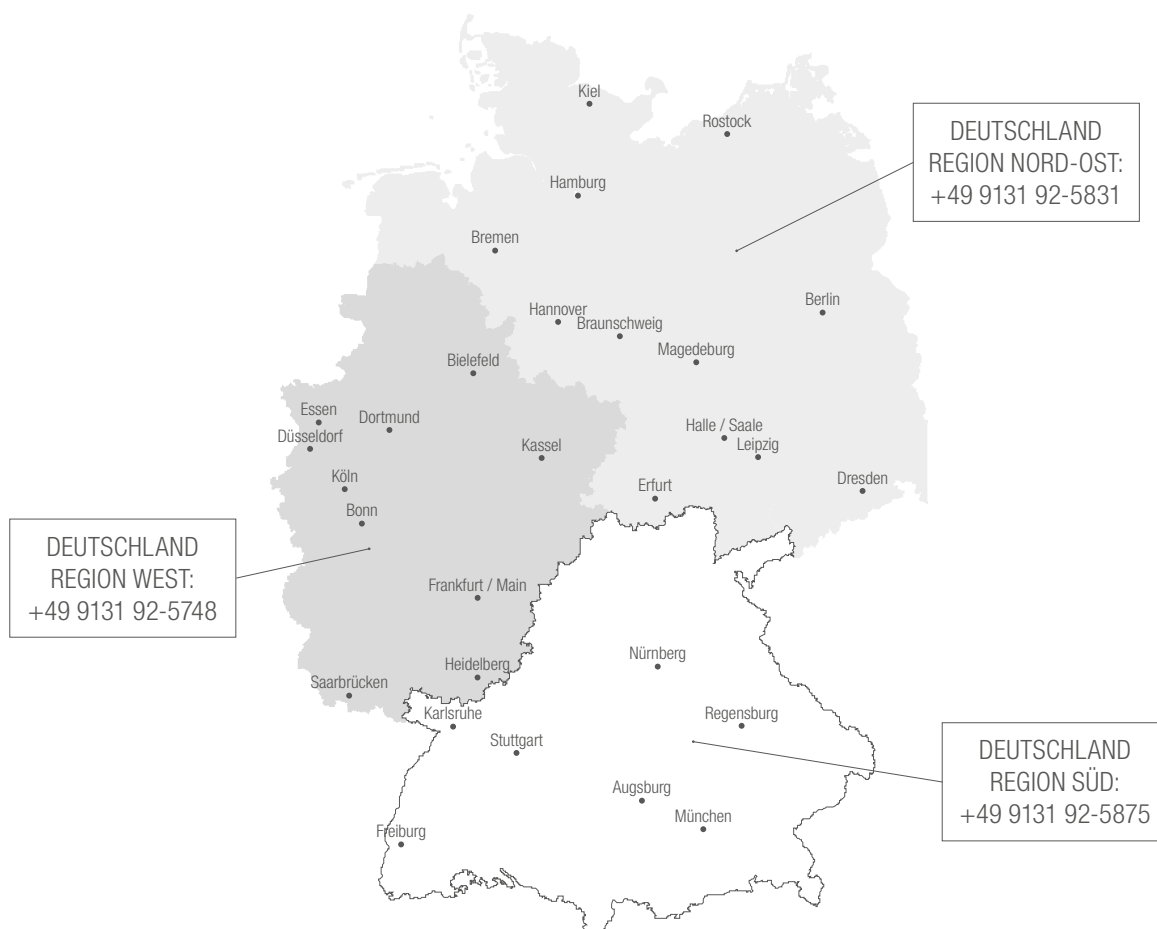 Kiel
Rostock
DEUTSCHLAND
REGION NORD-OST:
+49 9131 92-5831
Hamburg
Bremen
Hannover
Braunschweig
Berlin
Magedeburg
Bielefeld
Essen
Dortmund
Düsseldorf
Kassel
Halle / Saale
Leipzig
Köln
Erfurt
Dresden
Bonn
DEUTSCHLAND
REGION WEST:
+49 9131 92-5748
Frankfurt / Main
Nürnberg
Heidelberg
Saarbrücken
Karlsruhe
Regensburg
Stuttgart
DEUTSCHLAND
REGION SÜD:
+49 9131 92-5875
Augsburg
München
Freiburg